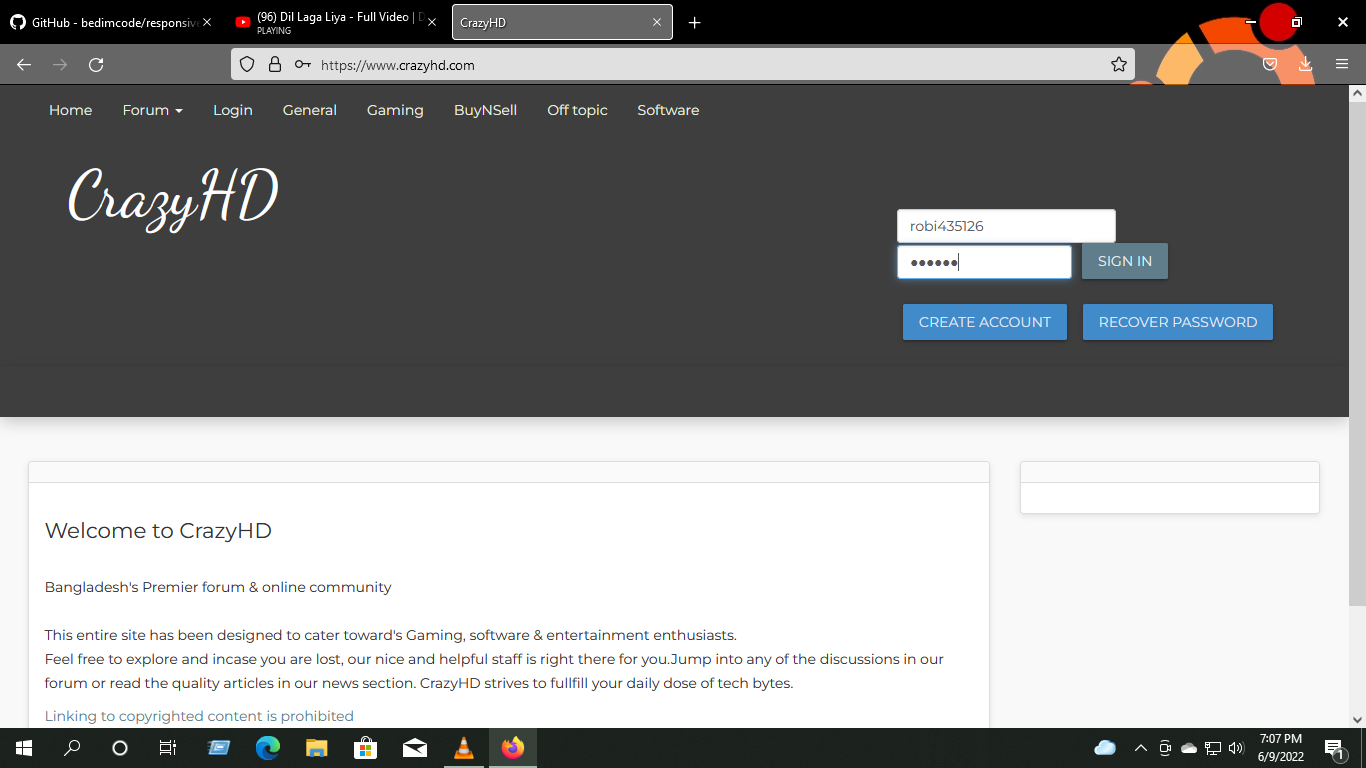 GitHub - bedimcode/responsive
(96) Dil Laga Liya - Full Video | D
PLAYING
CrazyHD
https://www.crazyhd.com
Home Forum Login General Gaming BuyNSell Off topic Software
CrazyHD
robi435126
●●●●●●
SIGN IN
CREATE ACCOUNT RECOVER PASSWORD
Welcome to CrazyHD
Bangladesh's Premier forum & online community
This entire site has been designed to cater toward's Gaming, software & entertainment enthusiasts.
Feel free to explore and incase you are lost, our nice and helpful staff is right there for you.Jump into any of the discussions in our
forum or read the quality articles in our news section. CrazyHD strives to fullfill your daily dose of tech bytes.
Linking to copyrighted content is prohibited
7:07 PM
6/9/2022
1